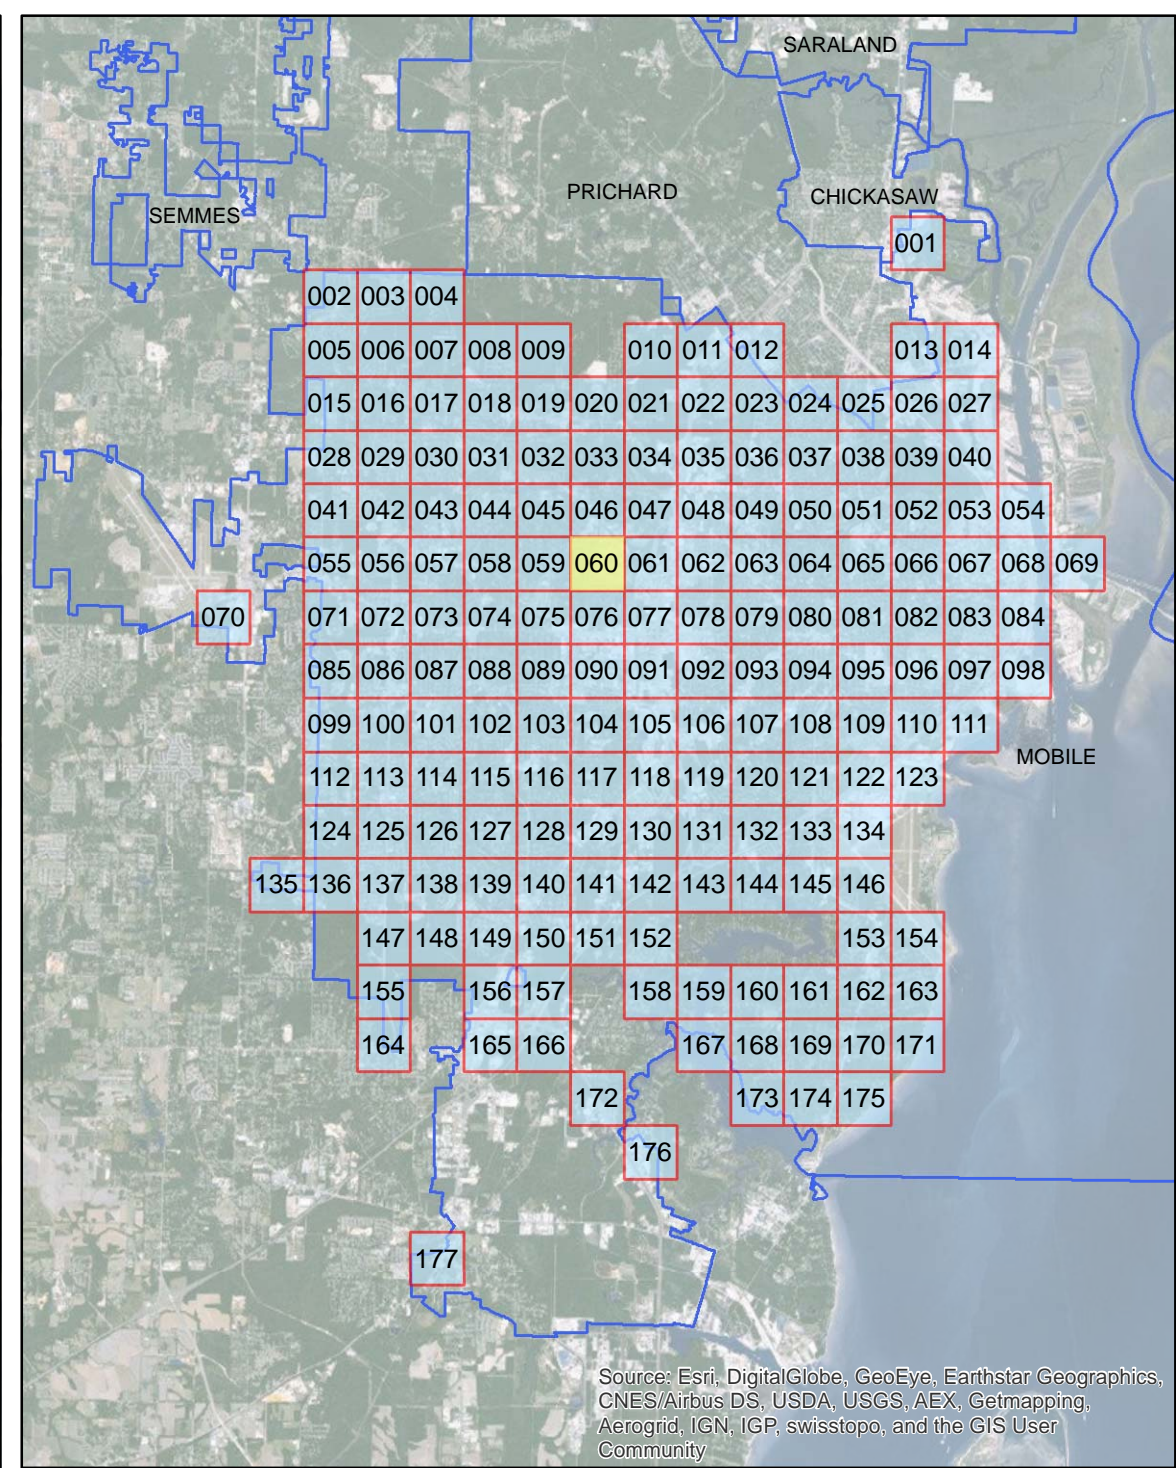 SARALAND
PRICHARD
CHICKASAW
SEMMES
001
002 003 004
005 006 007 008 009 010 011 012 013 014
015 016 017 018 019 020 021 022 023 024 025 026 027
028 029 030 031 032 033 034 035 036 037 038 039 040
041 042 043 044 045 046 047 048 049 050 051 052 053 054
055 056 057 058 059 060 061 062 063 064 065 066 067 068 069
070 071 072 073 074 075 076 077 078 079 080 081 082 083 084
085 086 087 088 089 090 091 092 093 094 095 096 097 098
099 100 101 102 103 104 105 106 107 108 109 110 111
MOBILE
112 113 114 115 116 117 118 119 120 121 122 123
124 125 126 127 128 129 130 131 132 133 134
135 136 137 138 139 140 141 142 143 144 145 146
147 148 149 150 151 152 153 154
155 156 157 158 159 160 161 162 163
164 165 166 167 168 169 170 171
172 173 174 175
176
177
Source: Esri, DigitalGlobe, GeoEye, Earthstar Geographics,
CNES/Airbus DS, USDA, USGS, AEX, Getmapping,
Aerogrid, IGN, IGP, swisstopo, and the GIS User
Community